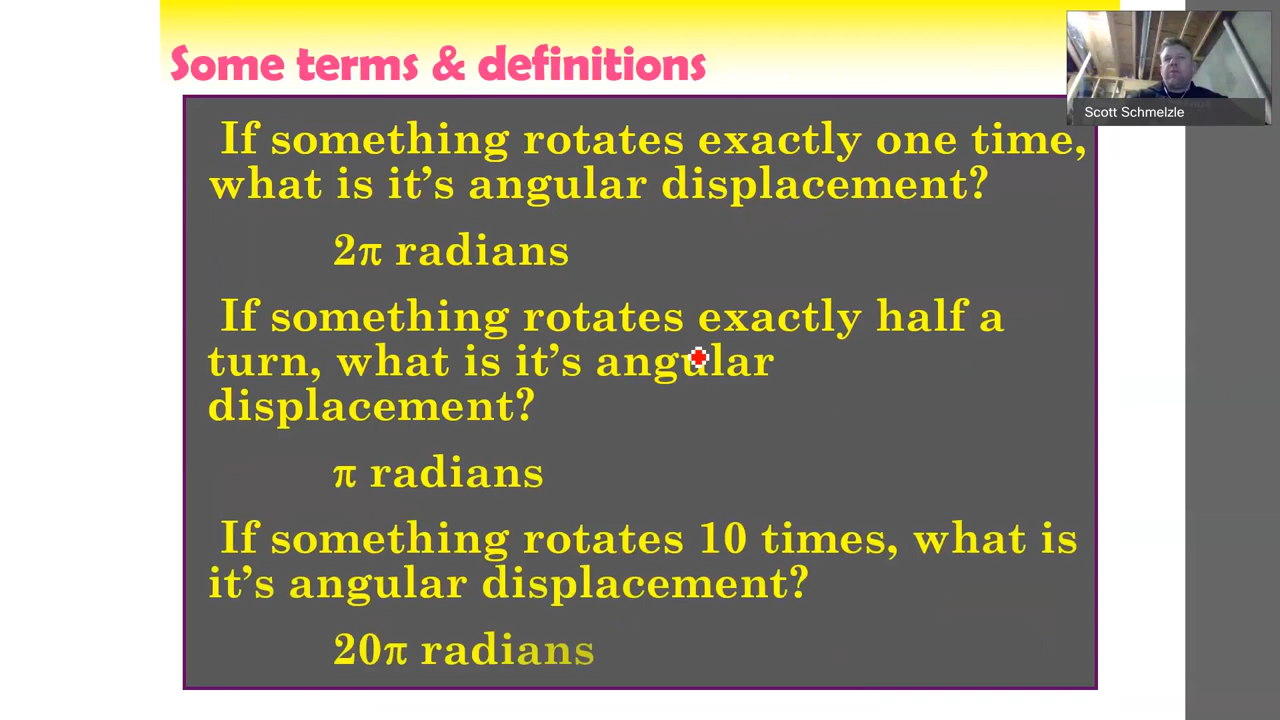 Some terms & definitions
Scott Schmelzle
If something rotates exactly one time,
what is it’s angular displacement?
2π radians
If something rotates exactly half a
turn, what is it’s angular
displacement?
π radians
If something rotates 10 times, what is
it’s angular displacement?
20π radians